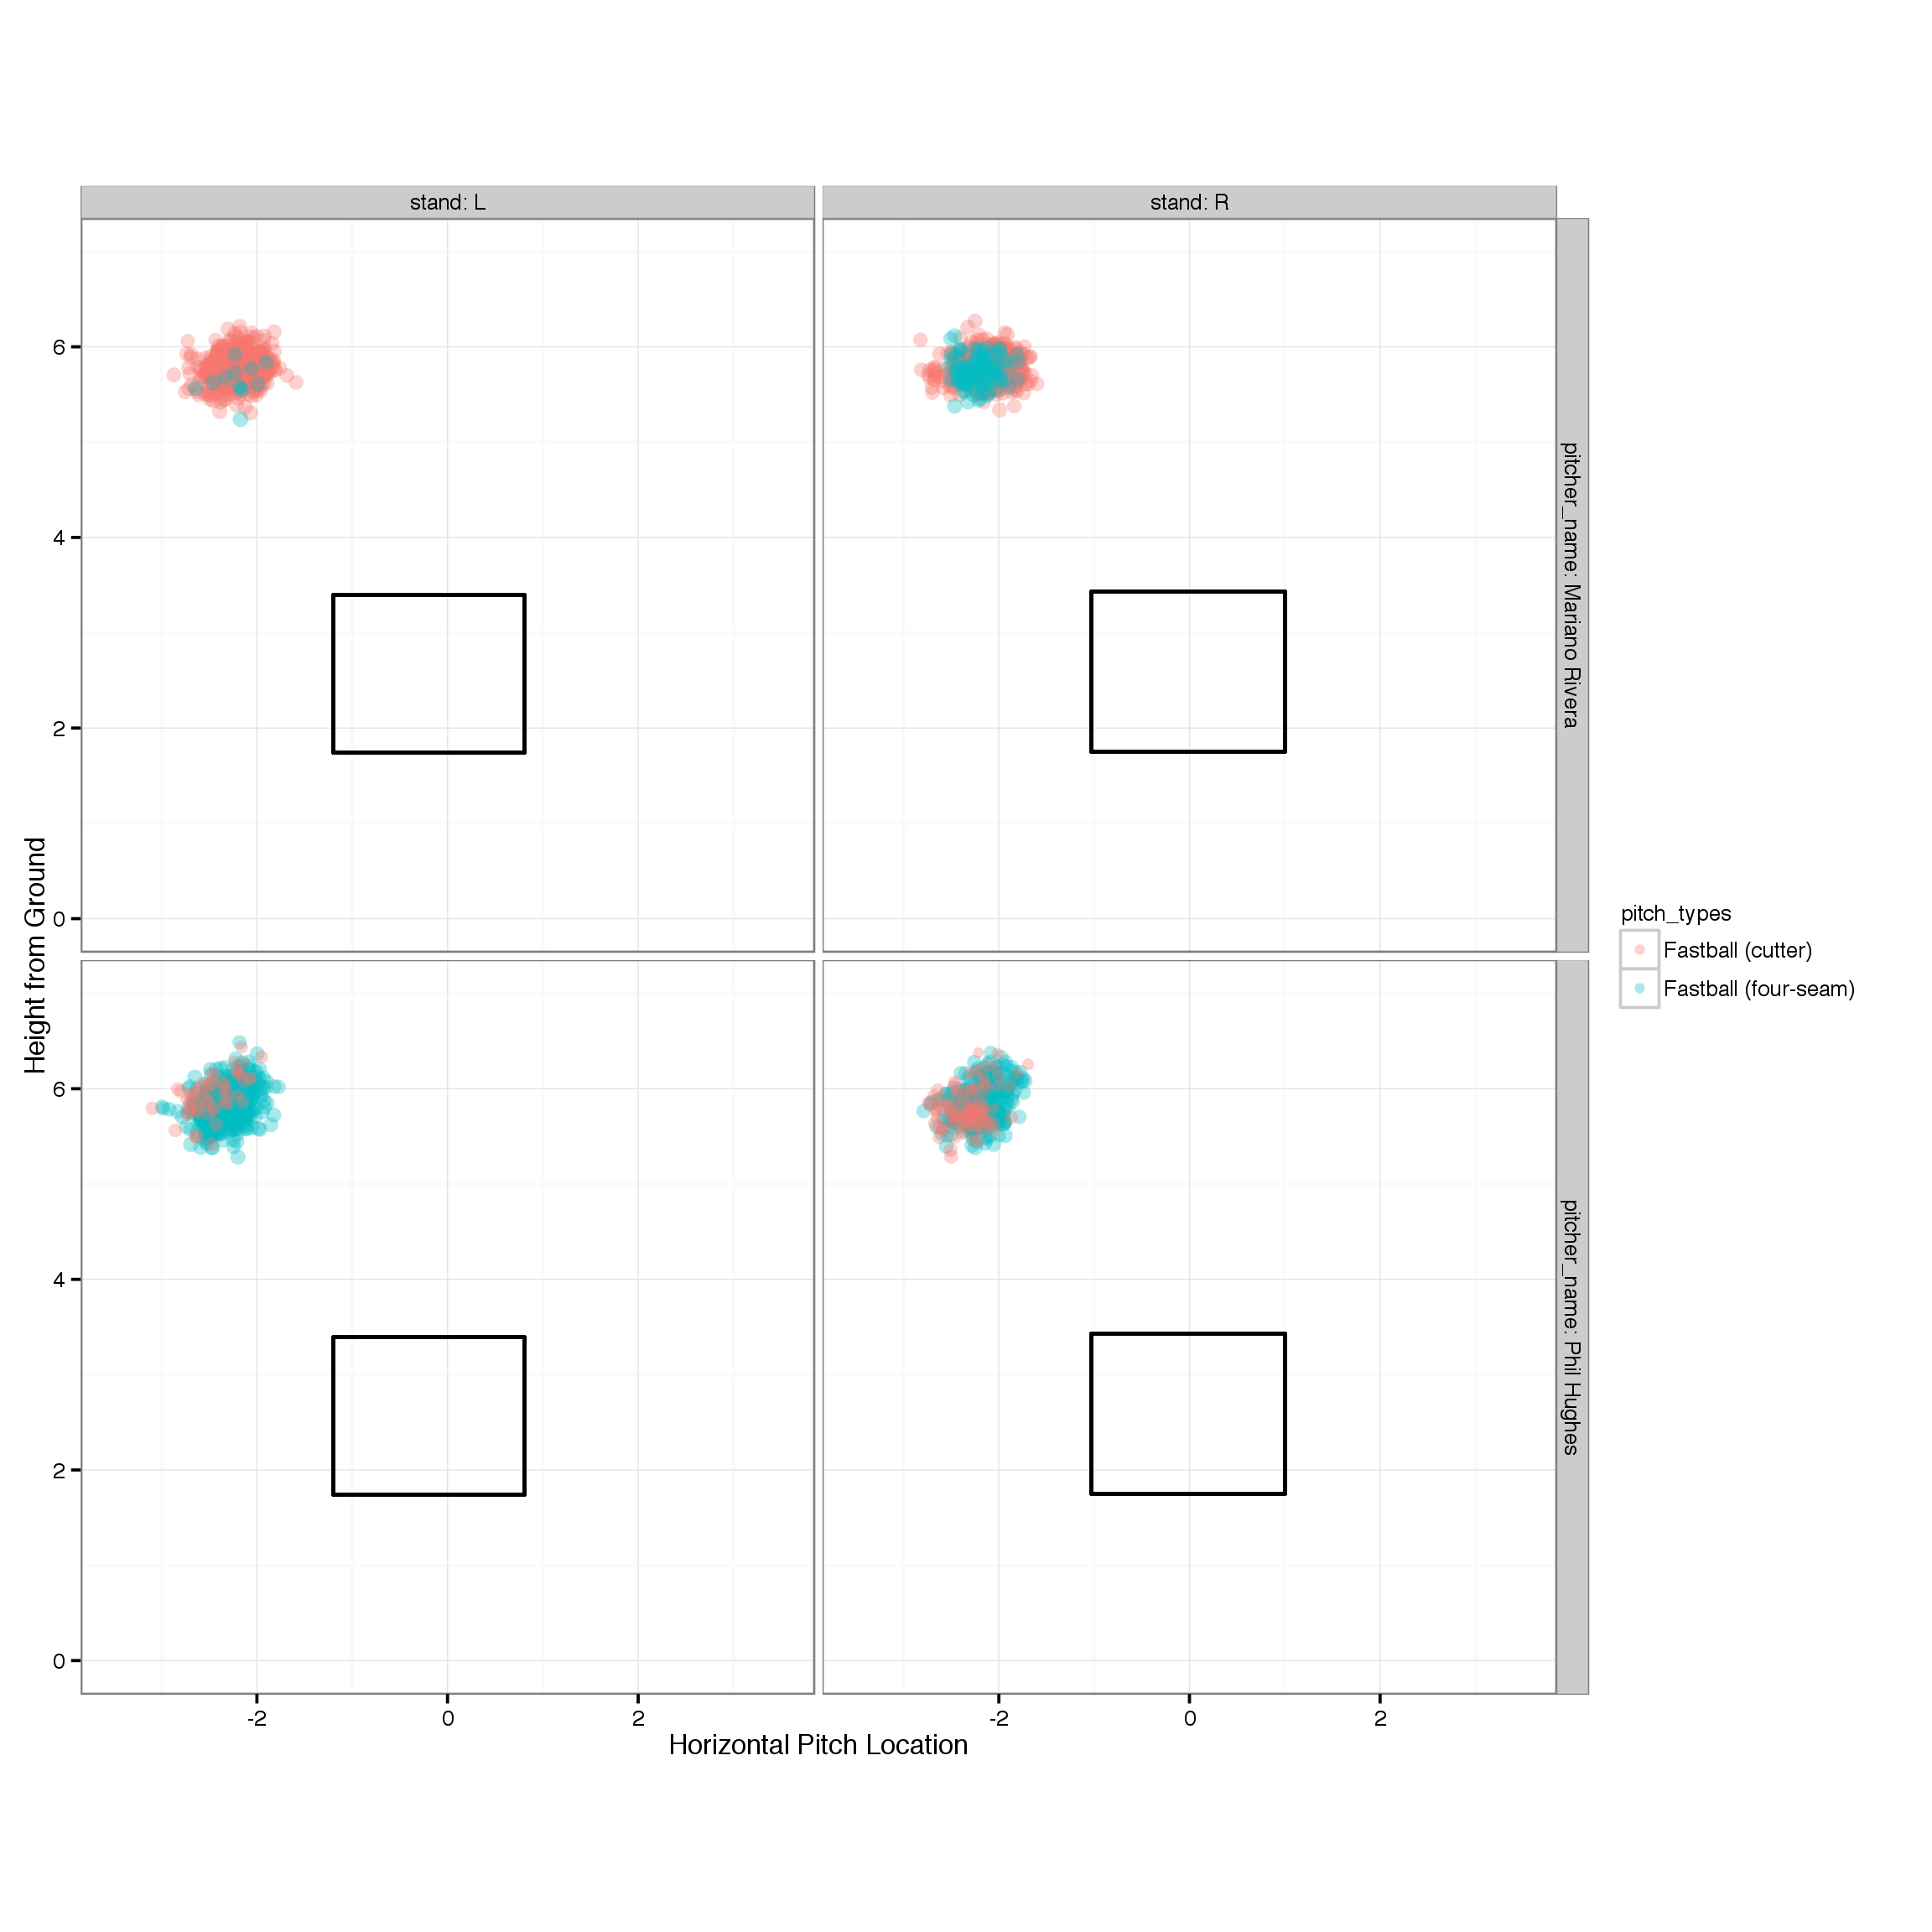 stand: L
stand: R
6
4
2
0
pitcher_name: Mariano Rivera
6
4
2
0
pitcher_name: Phil Hughes
-2
0
2
-2
0
2
Horizontal Pitch Location
Height from Ground
pitch_types
Fastball (cutter)
Fastball (four-seam)